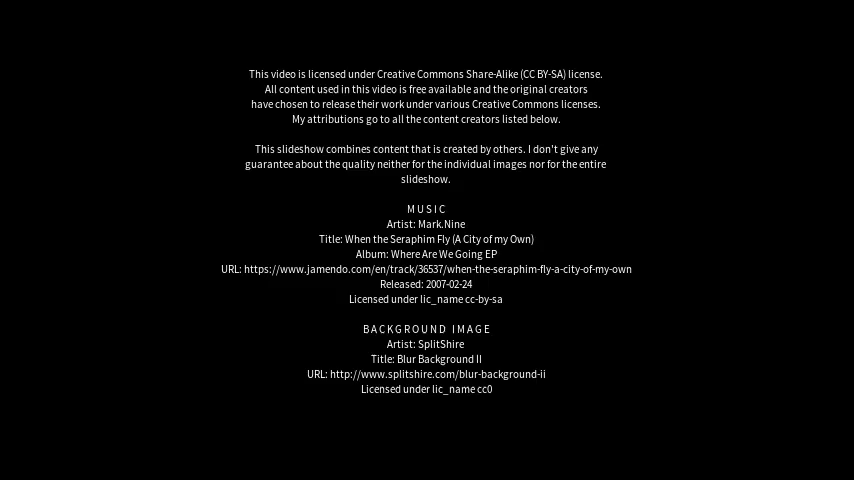 This video is licensed under Creative Commons Share-Alike (CC BY-SA) license.
All content used in this video is free available and the original creators
have chosen to release their work under various Creative Commons licenses.
My attributions go to all the content creators listed below.
This slideshow combines content that is created by others. I don't give any
guarantee about the quality neither for the individual images nor for the entire
slideshow.
MUSIC
Artist: Mark.Nine
Title: When the Seraphim Fly (A City of my Own)
Album: Where Are We Going EP
URL: https://www.jamendo.com/en/track/36537/when-the-seraphim-fly-a-city-of-my-own
Released: 2007-02-24
Licensed under lic_name cc-by-sa
BACKGROUND IMAGE
Artist: SplitShire
Title: Blur Background II
URL: http://www.splitshire.com/blur-background-ii
Licensed under lic_name cc0